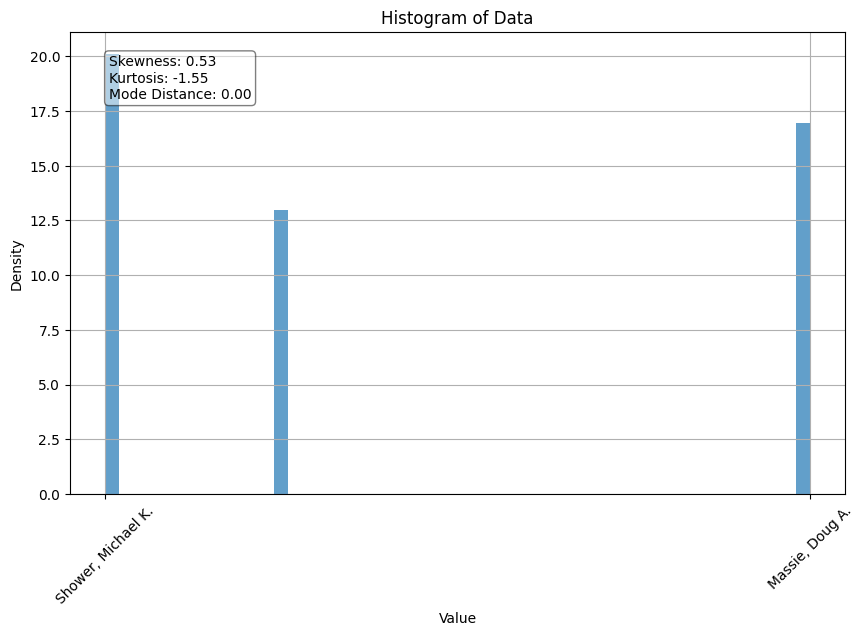 Histogram of Data
Skewness: 0.53
Kurtosis: -1.55
Mode Distance: 0.00
20.0
17.5
15.0
12.5
10.0
7.5
5.0
2.5
0.0
Density
Shower, Michael K.
Massie, Doug A.
Value